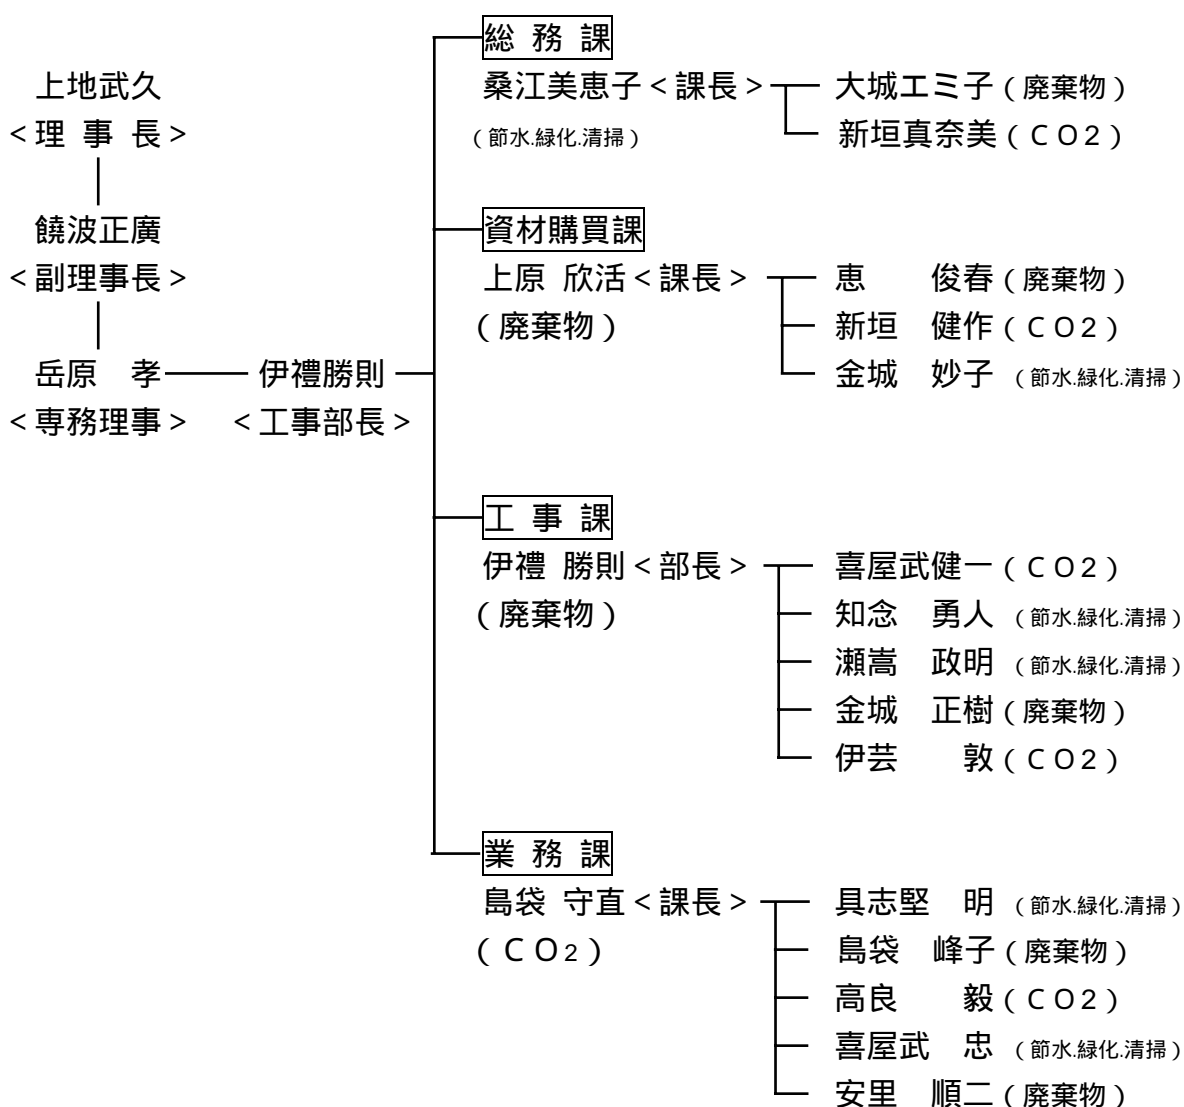 上地武久
<理 事 長>
饒波正廣
<副理事長>
岳原　孝
<専務理事>
伊禮勝則
<工事部長>
総 務 課
桑江美恵子<課長>
(節水.緑化.清掃)
大城エミ子(廃棄物)
新垣真奈美(CO2)
資材購買課
上原 欣活<課長>
(廃棄物)
恵　　俊春(廃棄物)
新垣　健作(CO2)
金城　妙子(節水.緑化.清掃)
工 事 課
伊禮 勝則<部長>
(廃棄物)
喜屋武健一(CO2)
知念　勇人(節水.緑化.清掃)
瀬嵩　政明(節水.緑化.清掃)
金城　正樹(廃棄物)
伊芸　　敦(CO2)
業 務 課
島袋 守直<課長>
(CO2)
具志堅　明(節水.緑化.清掃)
島袋　峰子(廃棄物)
高良　　毅(CO2)
喜屋武　忠(節水.緑化.清掃)
安里　順二(廃棄物)